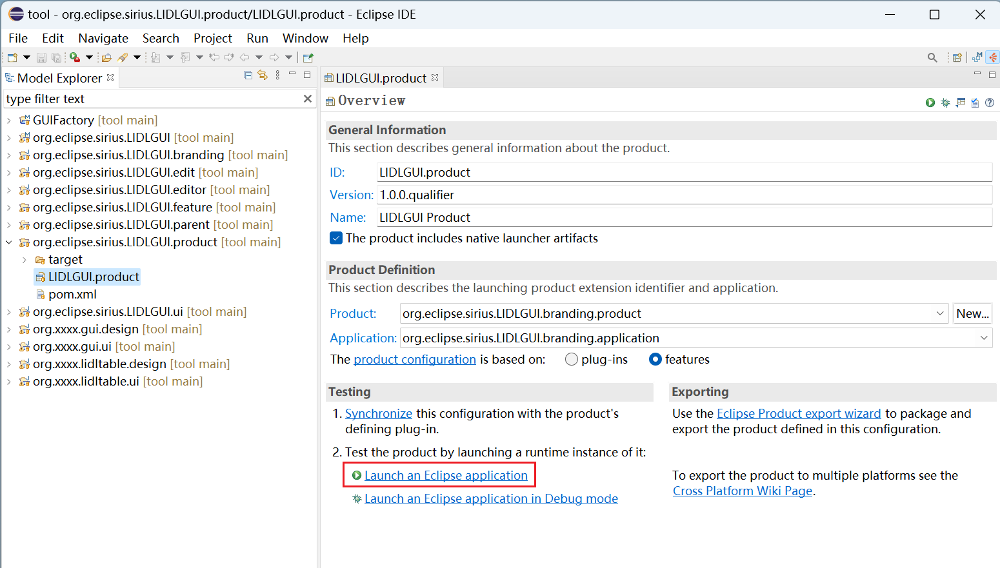 tool - org.eclipse.sirius.LIDLGUI.product/LIDLGUI.product - Eclipse IDE
File Edit Navigate Search Project Run Window Help
Model Explorer
type filter text
GUIFactory [tool main]
org.eclipse.sirius.LIDLGUI [tool main]
org.eclipse.sirius.LIDLGUI.branding [tool main]
org.eclipse.sirius.LIDLGUI.edit [tool main]
org.eclipse.sirius.LIDLGUI.editor [tool main]
org.eclipse.sirius.LIDLGUI.feature [tool main]
org.eclipse.sirius.LIDLGUI.parent [tool main]
org.eclipse.sirius.LIDLGUI.product [tool main]
target
LIDLGUI.product
pom.xml
org.eclipse.sirius.LIDLGUI.ui [tool main]
org.xxxx.gui.design [tool main]
org.xxxx.gui.ui [tool main]
org.xxxx.lidltable.design [tool main]
org.xxxx.lidltable.ui [tool main]
LIDLGUI.product
Overview
General Information
This section describes general information about the product.
ID: LIDLGUI.product
Version: 1.0.0.qualifier
Name: LIDLGUI Product
The product includes native launcher artifacts
Product Definition
This section describes the launching product extension identifier and application.
Product: org.eclipse.sirius.LIDLGUI.branding.product New...
Application: org.eclipse.sirius.LIDLGUI.branding.application
The product configuration is based on: plug-ins features
Testing
1. Synchronize this configuration with the product's
defining plug-in.
2. Test the product by launching a runtime instance of it:
Launch an Eclipse application
Launch an Eclipse application in Debug mode
Exporting
Use the Eclipse Product export wizard to package and
export the product defined in this configuration.
To export the product to multiple platforms see the
Cross Platform Wiki Page.